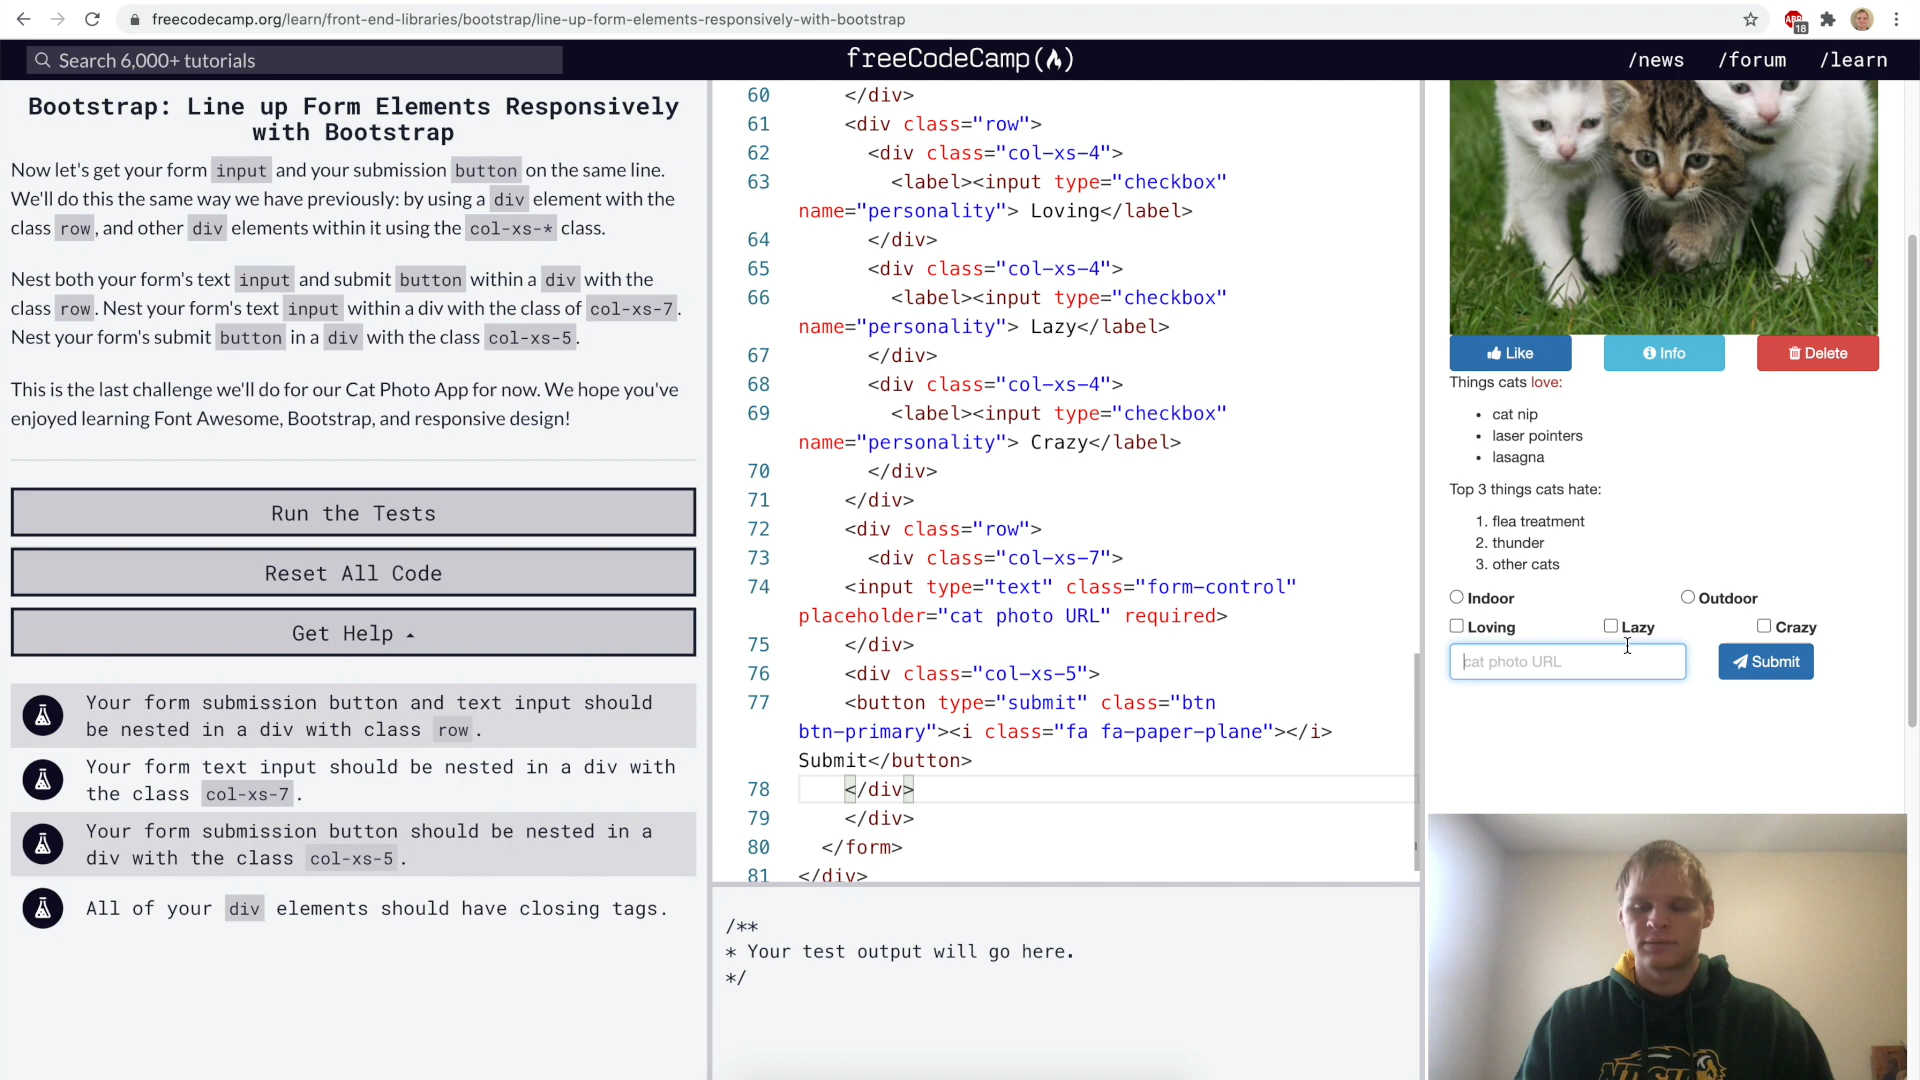 freecodecamp.org/learn/front-end-libraries/bootstrap/line-up-form-elements-responsively-with-bootstrap
ABP
18
Search 6,000+ tutorials
freeCodeCamp
/news
/forum
/learn
Bootstrap: Line up Form Elements Responsively
with Bootstrap
Now let's get your form input and your submission button on the same line.
We'll do this the same way we have previously: by using a div element with the
class row, and other div elements within it using the col-xs-* class.
Nest both your form's text input and submit button within a div with the
class row. Nest your form's text input within a div with the class of col-xs-7.
Nest your form's submit button in a div with the class col-xs-5.
This is the last challenge we'll do for our Cat Photo App for now. We hope you've
enjoyed learning Font Awesome, Bootstrap, and responsive design!
Run the Tests
Reset All Code
Get Help
Your form submission button and text input should
be nested in a div with class row.
Your form text input should be nested in a div with
the class col-xs-7.
Your form submission button should be nested in a
div with the class col-xs-5.
All of your div elements should have closing tags.
60 </div>
61 <div class="row">
62 <div class="col-xs-4">
63 <label><input type="checkbox"
name="personality"> Loving</label>
64 </div>
65 <div class="col-xs-4">
66 <label><input type="checkbox"
name="personality"> Lazy</label>
67 </div>
68 <div class="col-xs-4">
69 <label><input type="checkbox"
name="personality"> Crazy</label>
70 </div>
71 </div>
72 <div class="row">
73 <div class="col-xs-7">
74 <input type="text" class="form-control"
placeholder="cat photo URL" required>
75 </div>
76 <div class="col-xs-5">
77 <button type="submit" class="btn
btn-primary"><i class="fa fa-paper-plane"></i>
Submit</button>
78 </div>
79 </div>
80 </form>
81 </div>
/**
* Your test output will go here.
*/
Like
Info
Delete
Things cats love:
• cat nip
• laser pointers
• lasagna
Top 3 things cats hate:
1. flea treatment
2. thunder
3. other cats
Indoor
Outdoor
Loving
Lazy
Crazy
cat photo URL
Submit